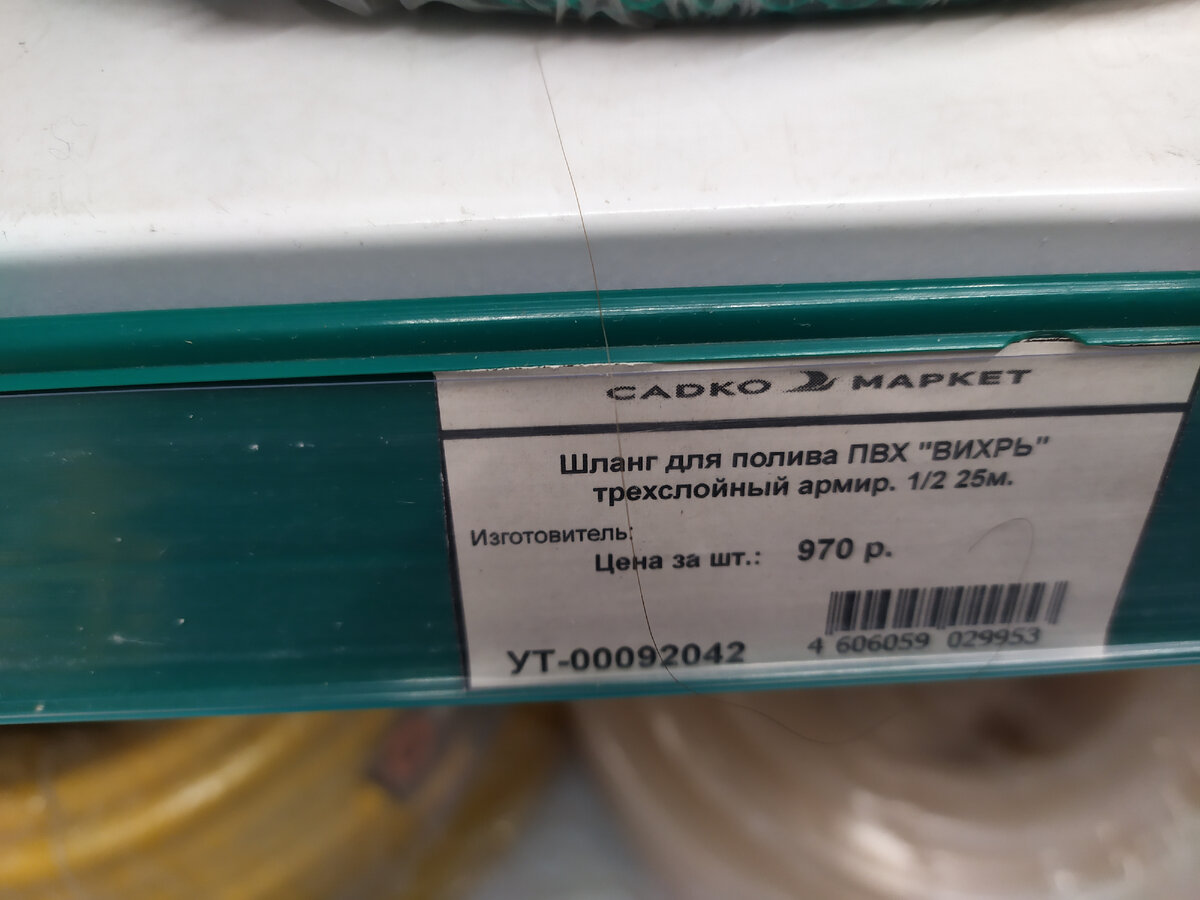 САДКО МАРКЕТ
Шланг для полива ПВХ "ВИХРЬ"
трехслойный армир. 1/2 25м.
Изготовитель:
Цена за шт.: 970 р.
УТ-00092042
4 606059 029953